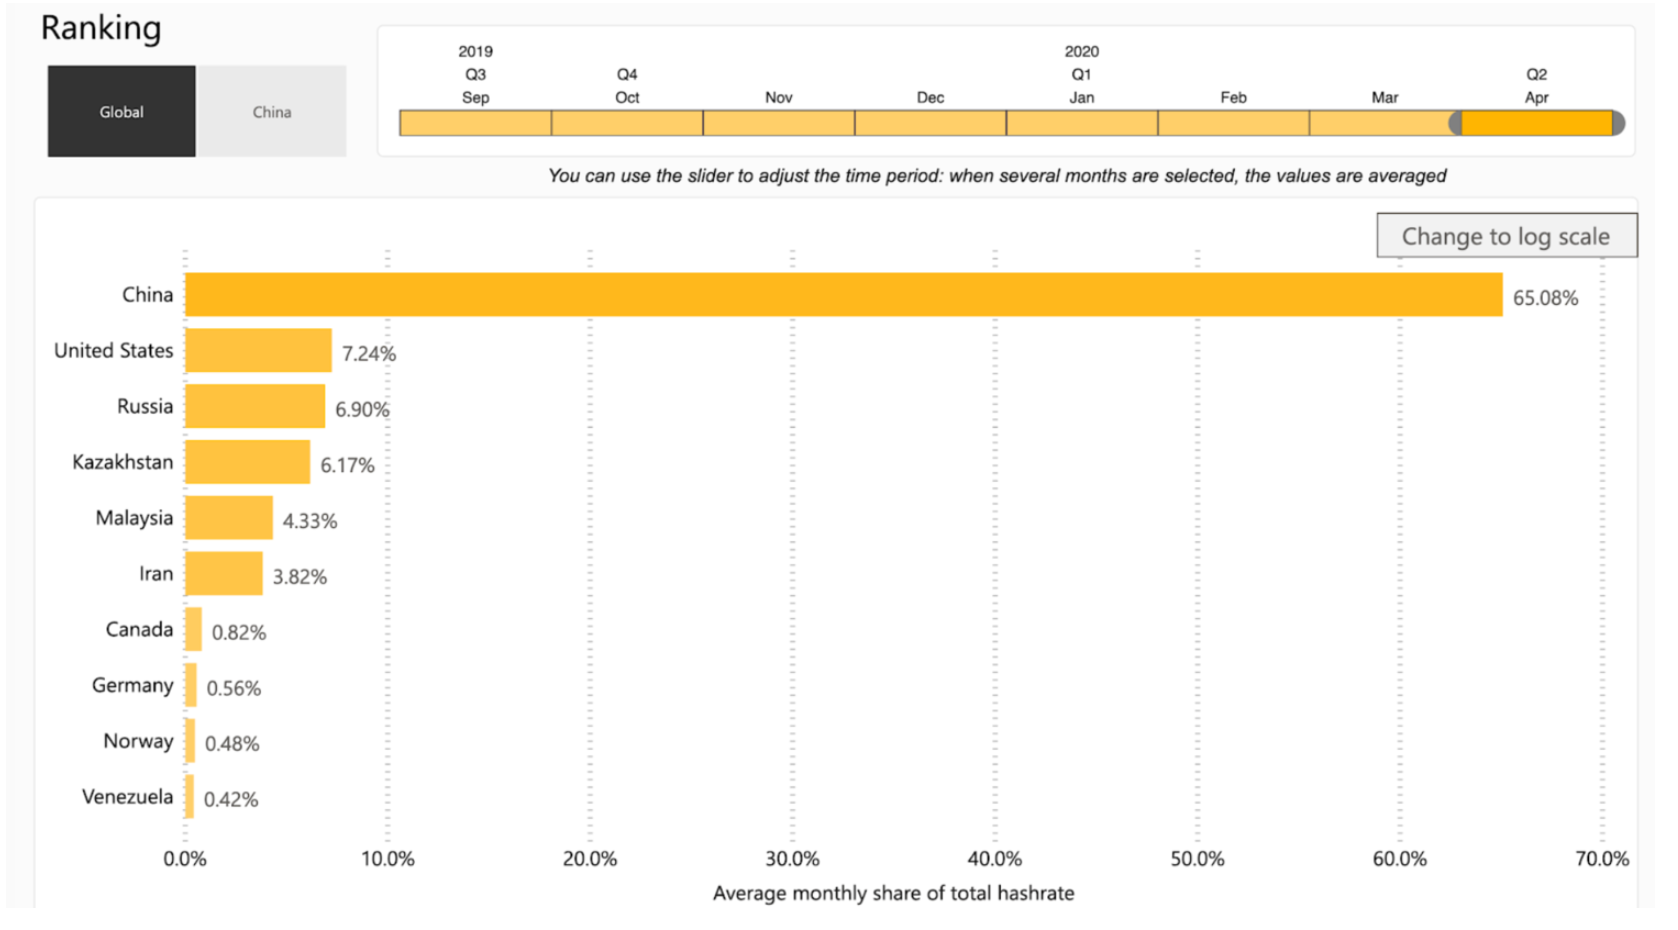 Ranking
Global
China
2019 2020
Q3 Q4 Q1 Q2
Sep Oct Nov Dec Jan Feb Mar Apr
You can use the slider to adjust the time period: when several months are selected, the values are averaged
Change to log scale
China 65.08%
United States 7.24%
Russia 6.90%
Kazakhstan 6.17%
Malaysia 4.33%
Iran 3.82%
Canada 0.82%
Germany 0.56%
Norway 0.48%
Venezuela 0.42%
0.0% 10.0% 20.0% 30.0% 40.0% 50.0% 60.0% 70.0%
Average monthly share of total hashrate